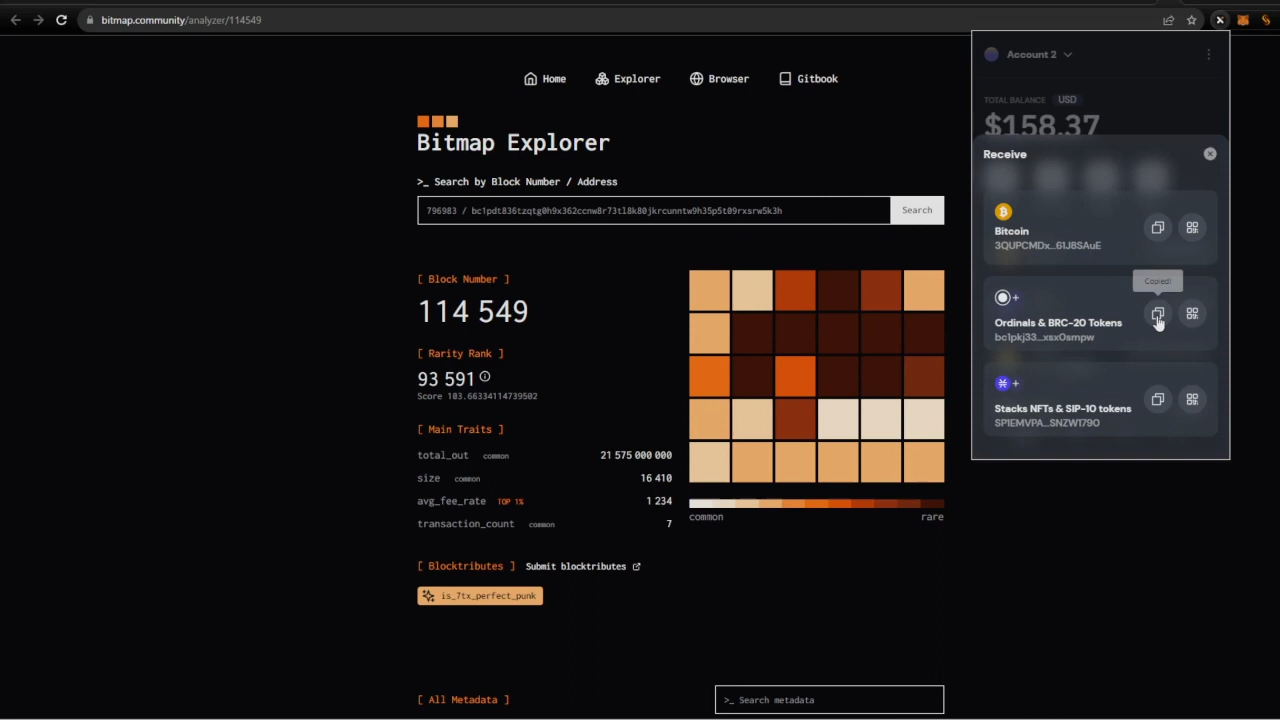 bitmap.community/analyzer/114549
Home Explorer Browser Gitbook
Bitmap Explorer
>_ Search by Block Number / Address
796983 / bc1pdt836tzqtg0h9x362ccnw8r73tl8k80jkrcunntw9h35p5t09rxsrw5k3h Search
[ Block Number ]
114 549
[ Rarity Rank ]
93 591
Score 103.66334114739502
[ Main Traits ]
total_out common 21 575 000 000
size common 16 410
avg_fee_rate TOP 1% 1 234
transaction_count common 7
common rare
[ Blocktributes ] Submit blocktributes
is_7tx_perfect_punk
[ All Metadata ] >_ Search metadata
Account 2
TOTAL BALANCE USD
$158.37
Receive
Bitcoin
3QUPCMDx...61J8SAuE
Copied!
Ordinals & BRC-20 Tokens
bc1pkj33...xsx0smpw
Stacks NFTs & SIP-10 tokens
SP1EMVPA...SNZW1790